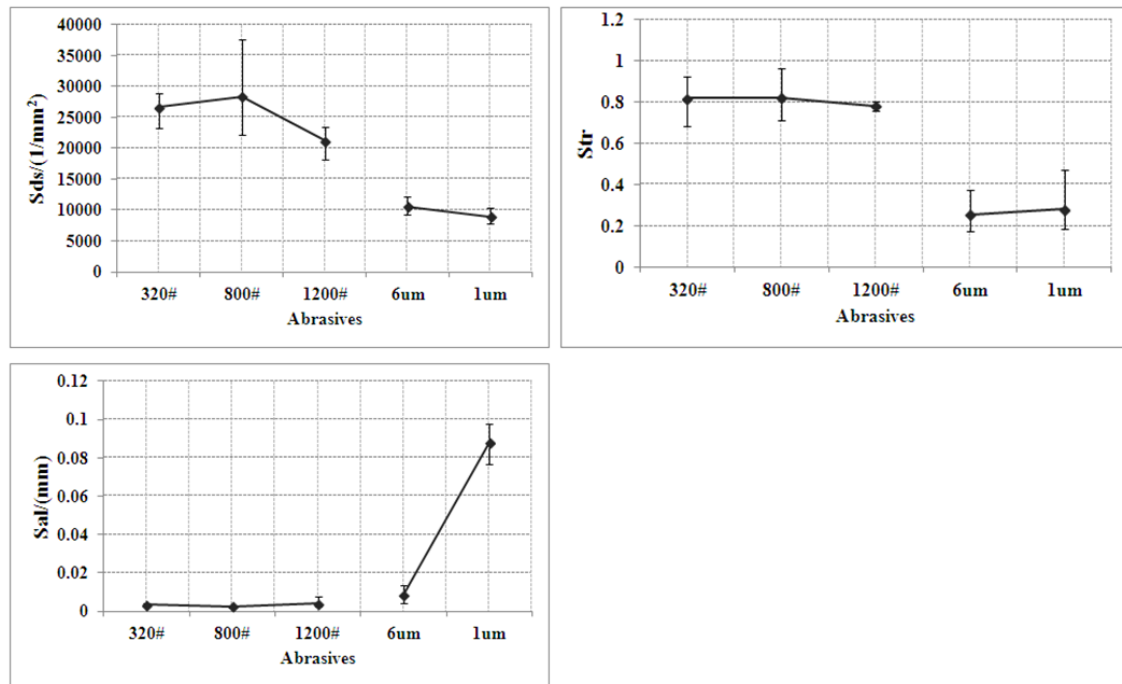 40000
35000
30000
25000
20000
15000
10000
5000
0
Sds/(1/mm²)
320# 800# 1200# 6um 1um
Abrasives
1.2
1
0.8
0.6
0.4
0.2
0
Str
320# 800# 1200# 6um 1um
Abrasives
0.12
0.1
0.08
0.06
0.04
0.02
0
Sal/(mm)
320# 800# 1200# 6um 1um
Abrasives